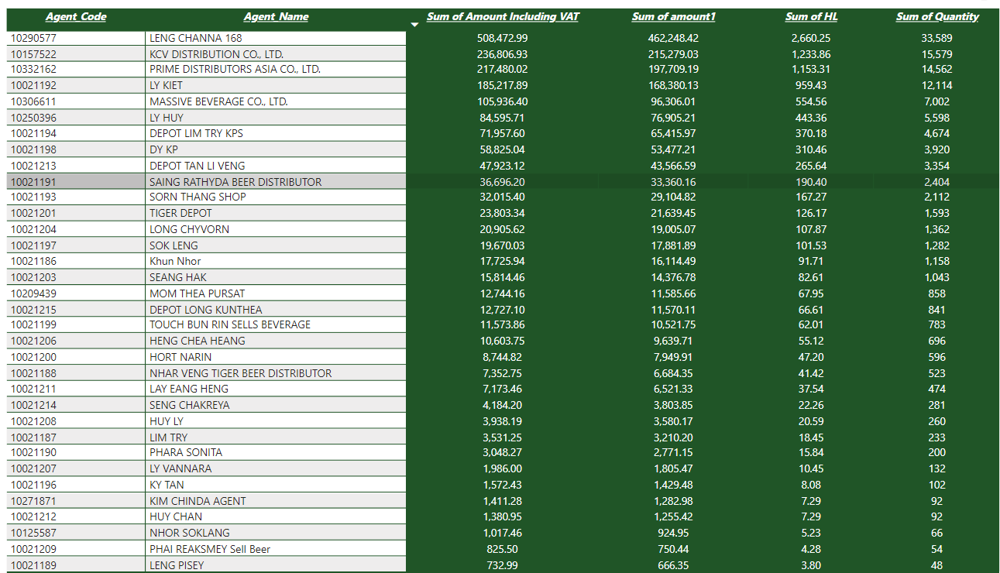 Agent_Code Agent_Name Sum of Amount Including VAT Sum of amount1 Sum of HL Sum of Quantity
10290577 LENG CHANNA 168 508,472.99 462,248.42 2,660.25 33,589
10157522 KCV DISTRIBUTION CO., LTD. 236,806.93 215,279.03 1,233.86 15,579
10332162 PRIME DISTRIBUTORS ASIA CO., LTD. 217,480.02 197,709.19 1,153.31 14,562
10021192 LY KIET 185,217.89 168,380.13 959.43 12,114
10306611 MASSIVE BEVERAGE CO., LTD. 105,936.40 96,306.01 554.56 7,002
10250396 LY HUY 84,595.71 76,905.21 443.36 5,598
10021194 DEPOT LIM TRY KPS 71,957.60 65,415.97 370.18 4,674
10021198 DY KP 58,825.04 53,477.21 310.46 3,920
10021213 DEPOT TAN LI VENG 47,923.12 43,566.59 265.64 3,354
10021191 SAING RATHYDA BEER DISTRIBUTOR 36,696.20 33,360.16 190.40 2,404
10021193 SORN THANG SHOP 32,015.40 29,104.82 167.27 2,112
10021201 TIGER DEPOT 23,803.34 21,639.45 126.17 1,593
10021204 LONG CHYVORN 20,905.62 19,005.07 107.87 1,362
10021197 SOK LENG 19,670.03 17,881.89 101.53 1,282
10021186 Khun Nhor 17,725.94 16,114.49 91.71 1,158
10021203 SEANG HAK 15,814.46 14,376.78 82.61 1,043
10209439 MOM THEA PURSAT 12,744.16 11,585.66 67.95 858
10021215 DEPOT LONG KUNTHEA 12,727.10 11,570.11 66.61 841
10021199 TOUCH BUN RIN SELLS BEVERAGE 11,573.86 10,521.75 62.01 783
10021206 HENG CHEA HEANG 10,603.75 9,639.71 55.12 696
10021200 HORT NARIN 8,744.82 7,949.91 47.20 596
10021188 NHAR VENG TIGER BEER DISTRIBUTOR 7,352.75 6,684.35 41.42 523
10021211 LAY EANG HENG 7,173.46 6,521.33 37.54 474
10021214 SENG CHAKREYA 4,184.20 3,803.85 22.26 281
10021208 HUY LY 3,938.19 3,580.17 20.59 260
10021187 LIM TRY 3,531.25 3,210.20 18.45 233
10021190 PHARA SONITA 3,048.27 2,771.15 15.84 200
10021207 LY VANNARA 1,986.00 1,805.47 10.45 132
10021196 KY TAN 1,572.43 1,429.48 8.08 102
10271871 KIM CHINDA AGENT 1,411.28 1,282.98 7.29 92
10021212 HUY CHAN 1,380.95 1,255.42 7.29 92
10125587 NHOR SOKLANG 1,017.46 924.95 5.23 66
10021209 PHAI REAKSMEY Sell Beer 825.50 750.44 4.28 54
10021189 LENG PISEY 732.99 666.35 3.80 48